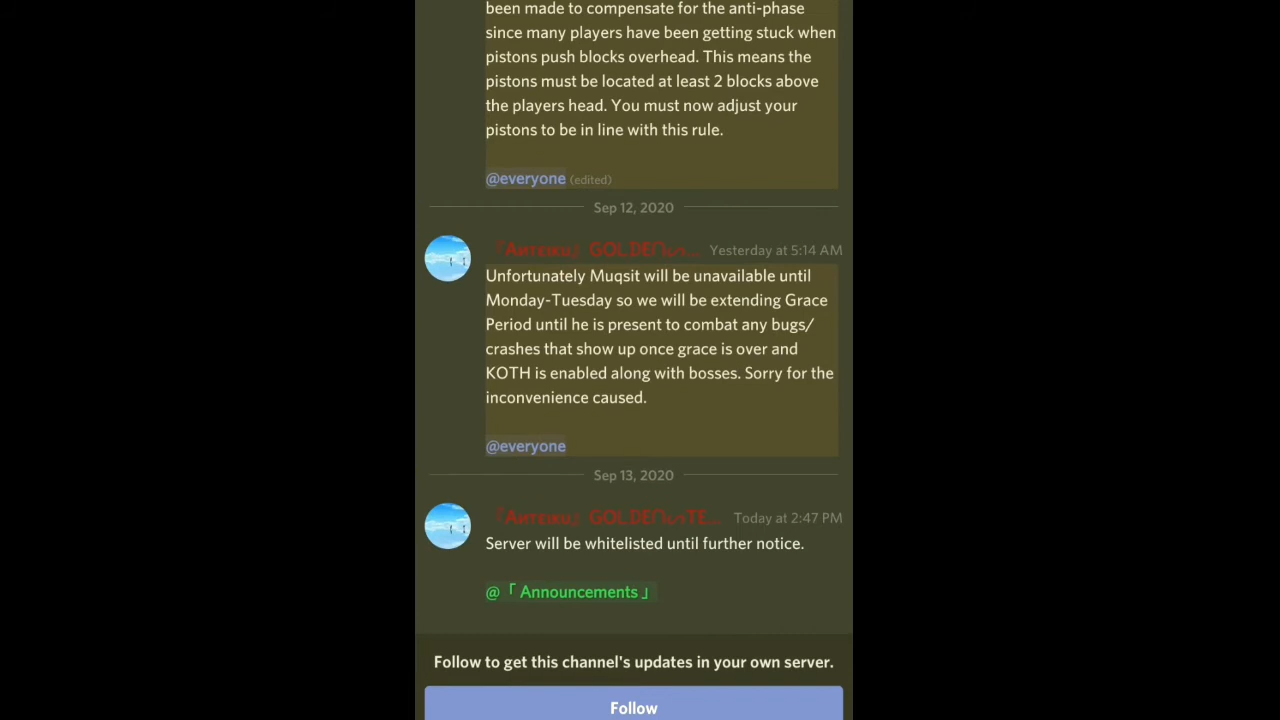 been made to compensate for the anti-phase
since many players have been getting stuck when
pistons push blocks overhead. This means the
pistons must be located at least 2 blocks above
the players head. You must now adjust your
pistons to be in line with this rule.
@everyone (edited)
Sep 12, 2020
『Aитεικυ』 GOLDEՈ... Yesterday at 5:14 AM
Unfortunately Muqsit will be unavailable until
Monday-Tuesday so we will be extending Grace
Period until he is present to combat any bugs/
crashes that show up once grace is over and
KOTH is enabled along with bosses. Sorry for the
inconvenience caused.
@everyone
Sep 13, 2020
『Aитεικυ』 GOLDEՈ෴TE... Today at 2:47 PM
Server will be whitelisted until further notice.
@「 Announcements 」
Follow to get this channel's updates in your own server.
Follow